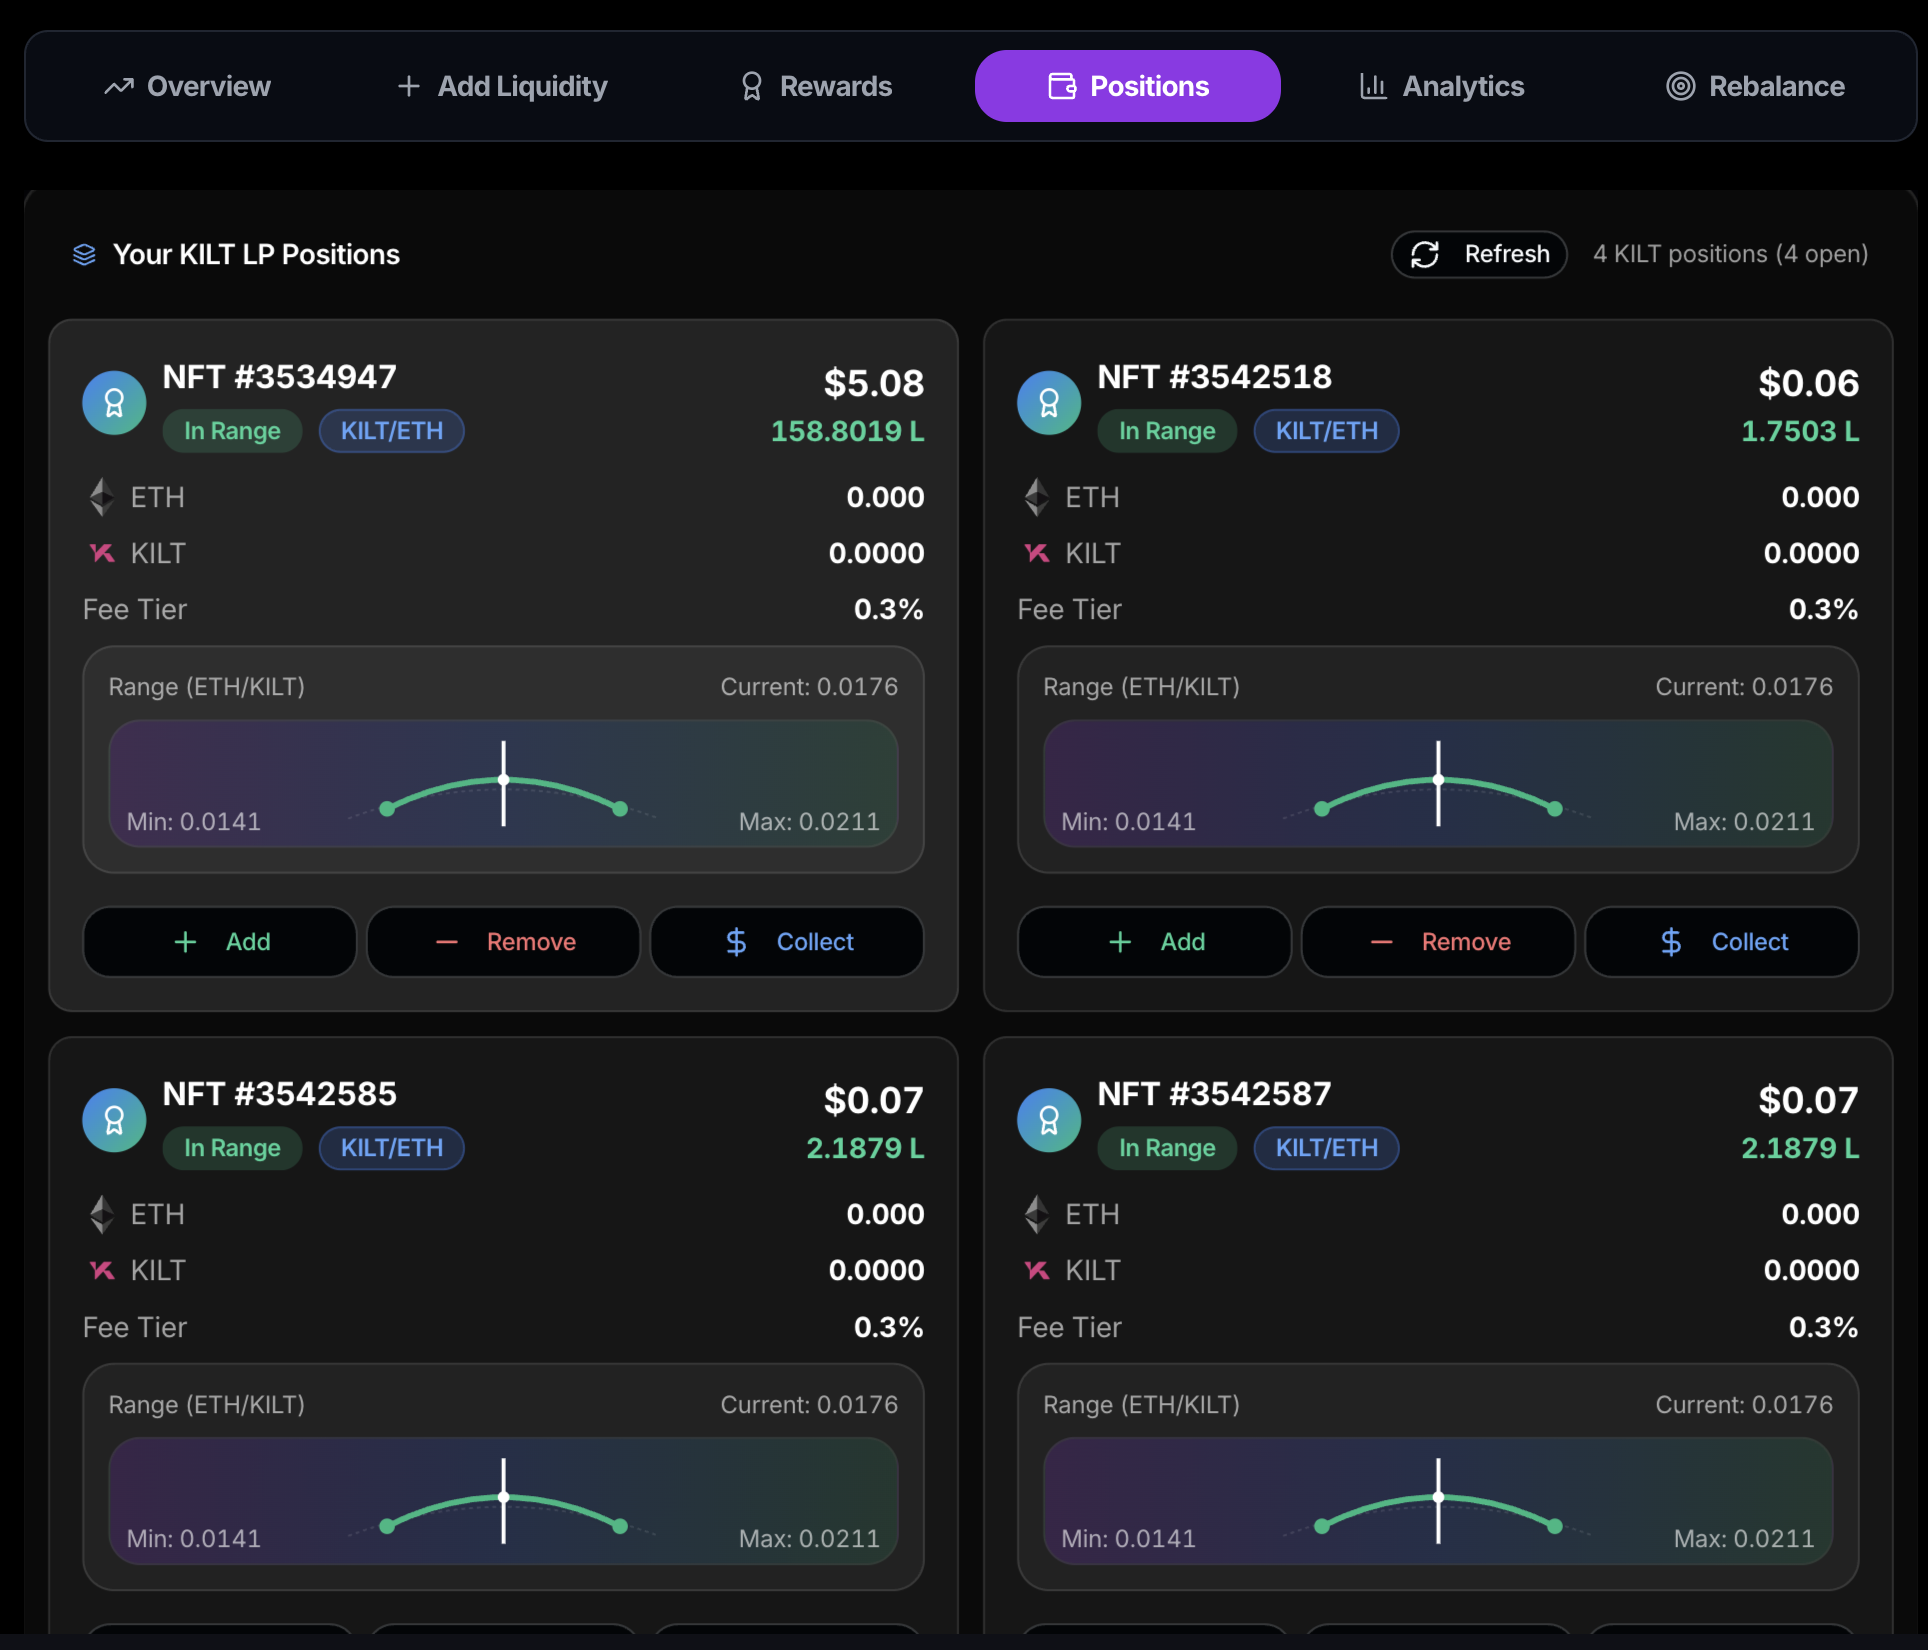 Overview Add Liquidity Rewards Positions Analytics Rebalance
Your KILT LP Positions Refresh 4 KILT positions (4 open)
NFT #3534947 $5.08
In Range KILT/ETH 158.8019 L
ETH 0.000
KILT 0.0000
Fee Tier 0.3%
Range (ETH/KILT) Current: 0.0176
Min: 0.0141 Max: 0.0211
Add Remove Collect
NFT #3542518 $0.06
In Range KILT/ETH 1.7503 L
ETH 0.000
KILT 0.0000
Fee Tier 0.3%
Range (ETH/KILT) Current: 0.0176
Min: 0.0141 Max: 0.0211
Add Remove Collect
NFT #3542585 $0.07
In Range KILT/ETH 2.1879 L
ETH 0.000
KILT 0.0000
Fee Tier 0.3%
Range (ETH/KILT) Current: 0.0176
Min: 0.0141 Max: 0.0211
NFT #3542587 $0.07
In Range KILT/ETH 2.1879 L
ETH 0.000
KILT 0.0000
Fee Tier 0.3%
Range (ETH/KILT) Current: 0.0176
Min: 0.0141 Max: 0.0211